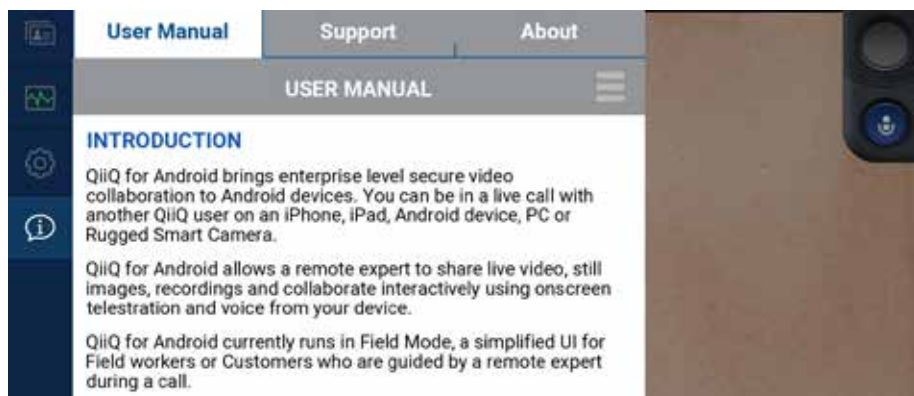 User Manual
Support
About
USER MANUAL
INTRODUCTION
QiiQ for Android brings enterprise level secure video
collaboration to Android devices. You can be in a live call with
another QiiQ user on an iPhone, iPad, Android device, PC or
Rugged Smart Camera.
QiiQ for Android allows a remote expert to share live video, still
images, recordings and collaborate interactively using onscreen
telestration and voice from your device.
QiiQ for Android currently runs in Field Mode, a simplified UI for
Field workers or Customers who are guided by a remote expert
during a call.